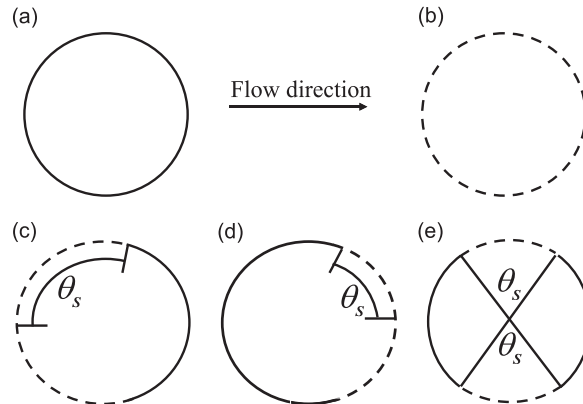 (a)
Flow direction
(b)
(c)
θs
(d)
θs
(e)
θs
θs